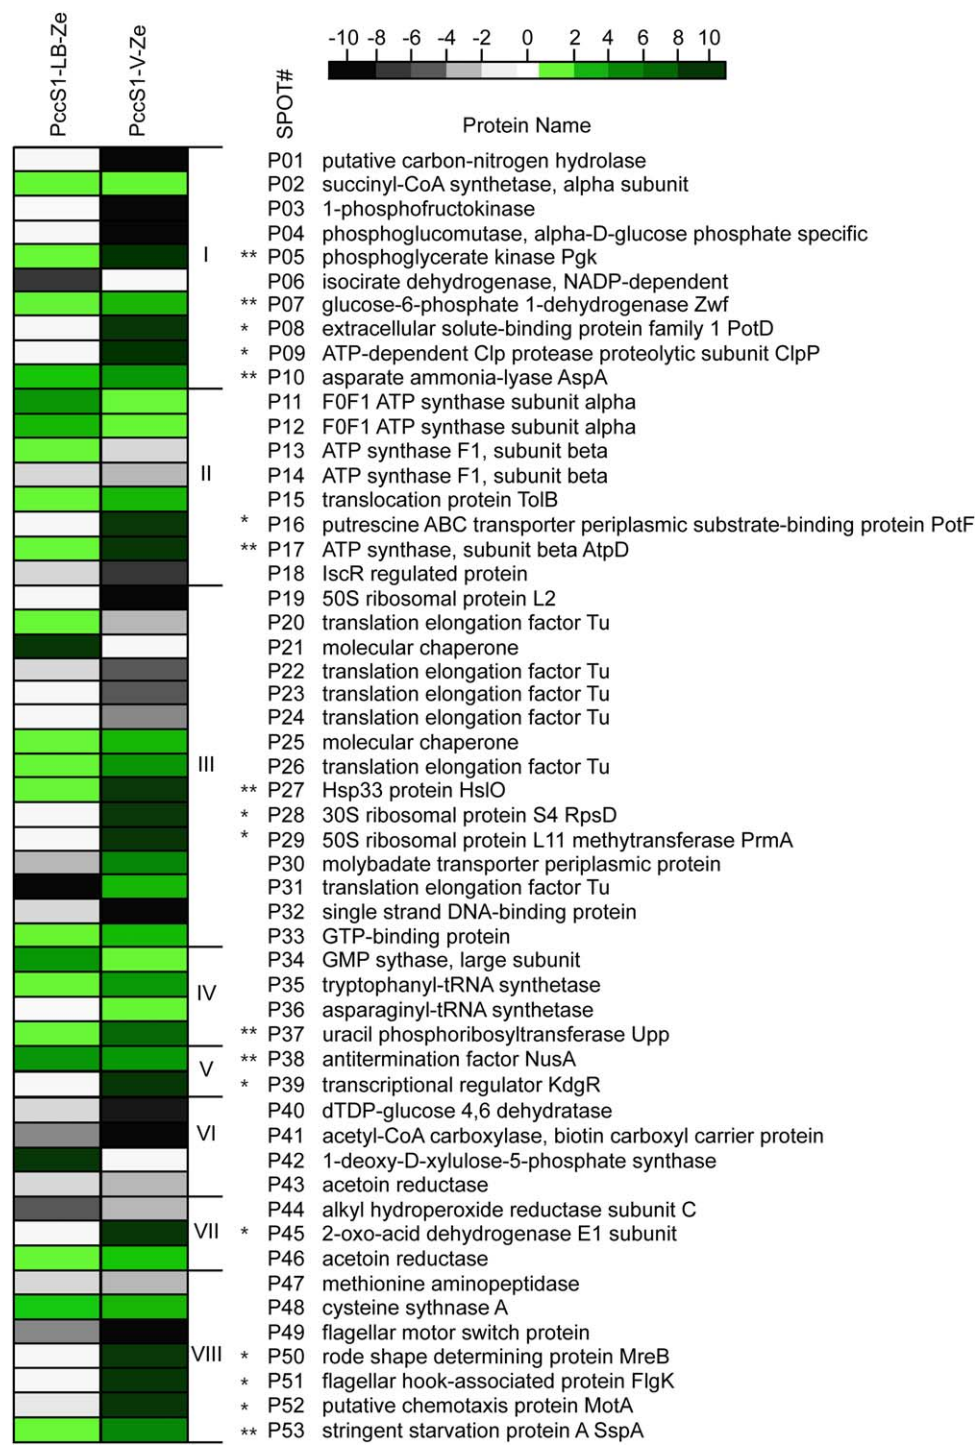 PccS1-LB-Ze
PccS1-V-Ze
-10 -8 -6 -4 -2 0 2 4 6 8 10
SPOT#
Protein Name
P01 putative carbon-nitrogen hydrolase
P02 succinyl-CoA synthetase, alpha subunit
P03 1-phosphofructokinase
P04 phosphoglucomutase, alpha-D-glucose phosphate specific
I
** P05 phosphoglycerate kinase Pgk
P06 isocirate dehydrogenase, NADP-dependent
** P07 glucose-6-phosphate 1-dehydrogenase Zwf
* P08 extracellular solute-binding protein family 1 PotD
* P09 ATP-dependent Clp protease proteolytic subunit ClpP
** P10 asparate ammonia-lyase AspA
P11 F0F1 ATP synthase subunit alpha
P12 F0F1 ATP synthase subunit alpha
P13 ATP synthase F1, subunit beta
II
P14 ATP synthase F1, subunit beta
P15 translocation protein TolB
* P16 putrescine ABC transporter periplasmic substrate-binding protein PotF
** P17 ATP synthase, subunit beta AtpD
P18 IscR regulated protein
P19 50S ribosomal protein L2
P20 translation elongation factor Tu
P21 molecular chaperone
P22 translation elongation factor Tu
P23 translation elongation factor Tu
P24 translation elongation factor Tu
P25 molecular chaperone
III
P26 translation elongation factor Tu
** P27 Hsp33 protein HslO
* P28 30S ribosomal protein S4 RpsD
* P29 50S ribosomal protein L11 methytransferase PrmA
P30 molybadate transporter periplasmic protein
P31 translation elongation factor Tu
P32 single strand DNA-binding protein
P33 GTP-binding protein
P34 GMP sythase, large subunit
IV
P35 tryptophanyl-tRNA synthetase
P36 asparaginyl-tRNA synthetase
** P37 uracil phosphoribosyltransferase Upp
** P38 antitermination factor NusA
V
* P39 transcriptional regulator KdgR
P40 dTDP-glucose 4,6 dehydratase
VI
P41 acetyl-CoA carboxylase, biotin carboxyl carrier protein
P42 1-deoxy-D-xylulose-5-phosphate synthase
P43 acetoin reductase
P44 alkyl hydroperoxide reductase subunit C
VII
* P45 2-oxo-acid dehydrogenase E1 subunit
P46 acetoin reductase
P47 methionine aminopeptidase
P48 cysteine sythnase A
P49 flagellar motor switch protein
VIII
* P50 rode shape determining protein MreB
* P51 flagellar hook-associated protein FlgK
* P52 putative chemotaxis protein MotA
** P53 stringent starvation protein A SspA